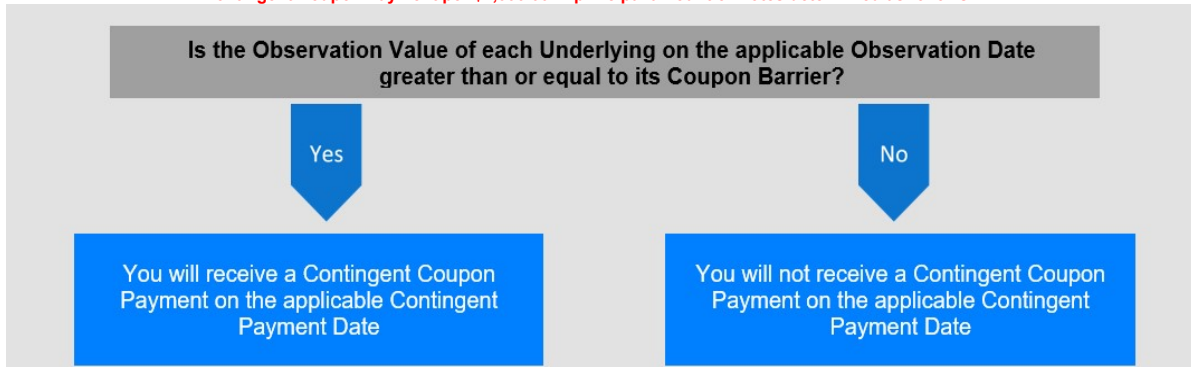 Is the Observation Value of each Underlying on the applicable Observation Date
greater than or equal to its Coupon Barrier?
Yes
No
You will receive a Contingent Coupon
Payment on the applicable Contingent
Payment Date
You will not receive a Contingent Coupon
Payment on the applicable Contingent
Payment Date